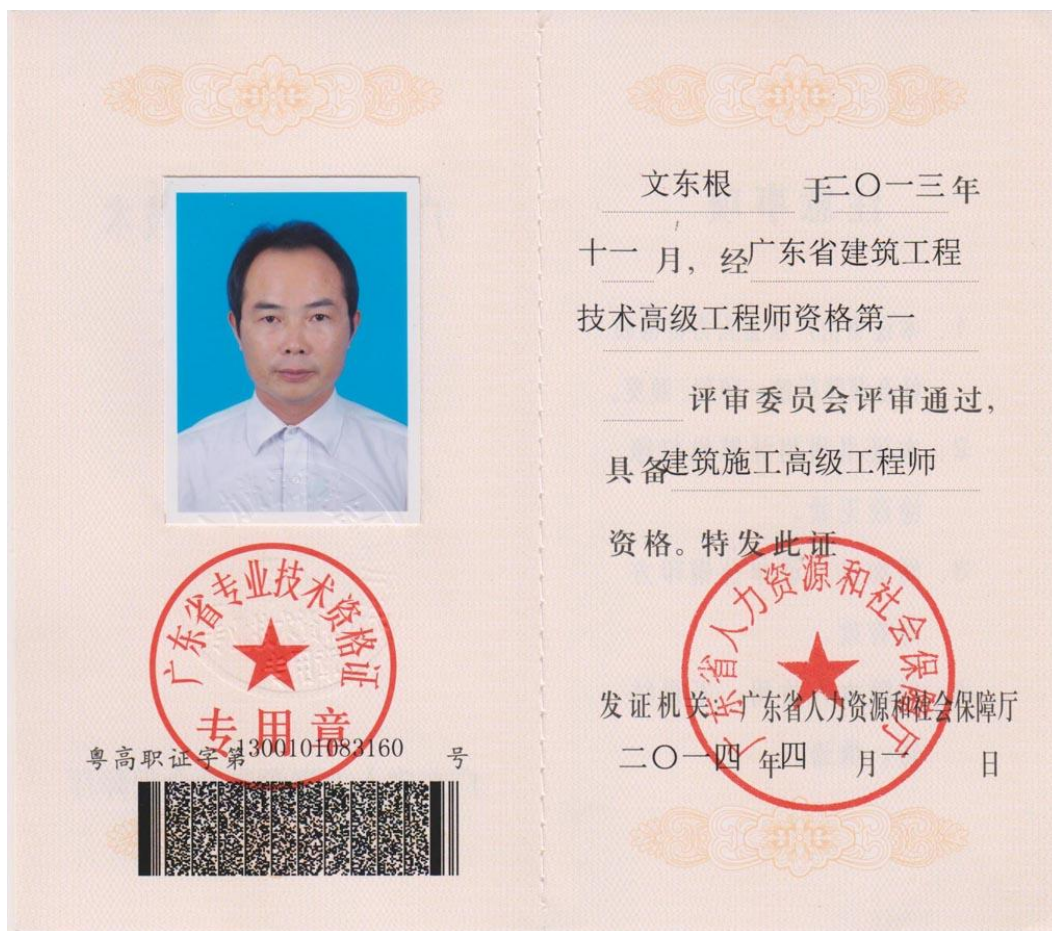 广东省专业技术资格证
专用章
粤高职证字第1300101083160号
文东根 于二〇一三年
十一月，经广东省建筑工程
技术高级工程师资格第一
评审委员会评审通过，
具备建筑施工高级工程师
资格。特发此证
广东省人力资源和社会保障厅
发证机关：广东省人力资源和社会保障厅
二〇一四年四月一日